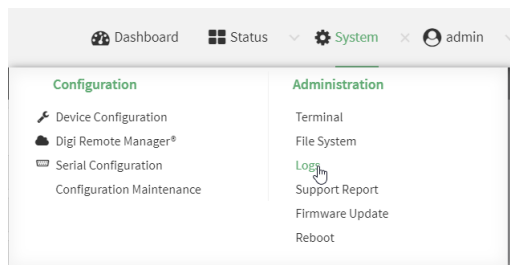 Dashboard Status System admin
Configuration
Device Configuration
Digi Remote Manager®
Serial Configuration
Configuration Maintenance
Administration
Terminal
File System
Logs
Support Report
Firmware Update
Reboot